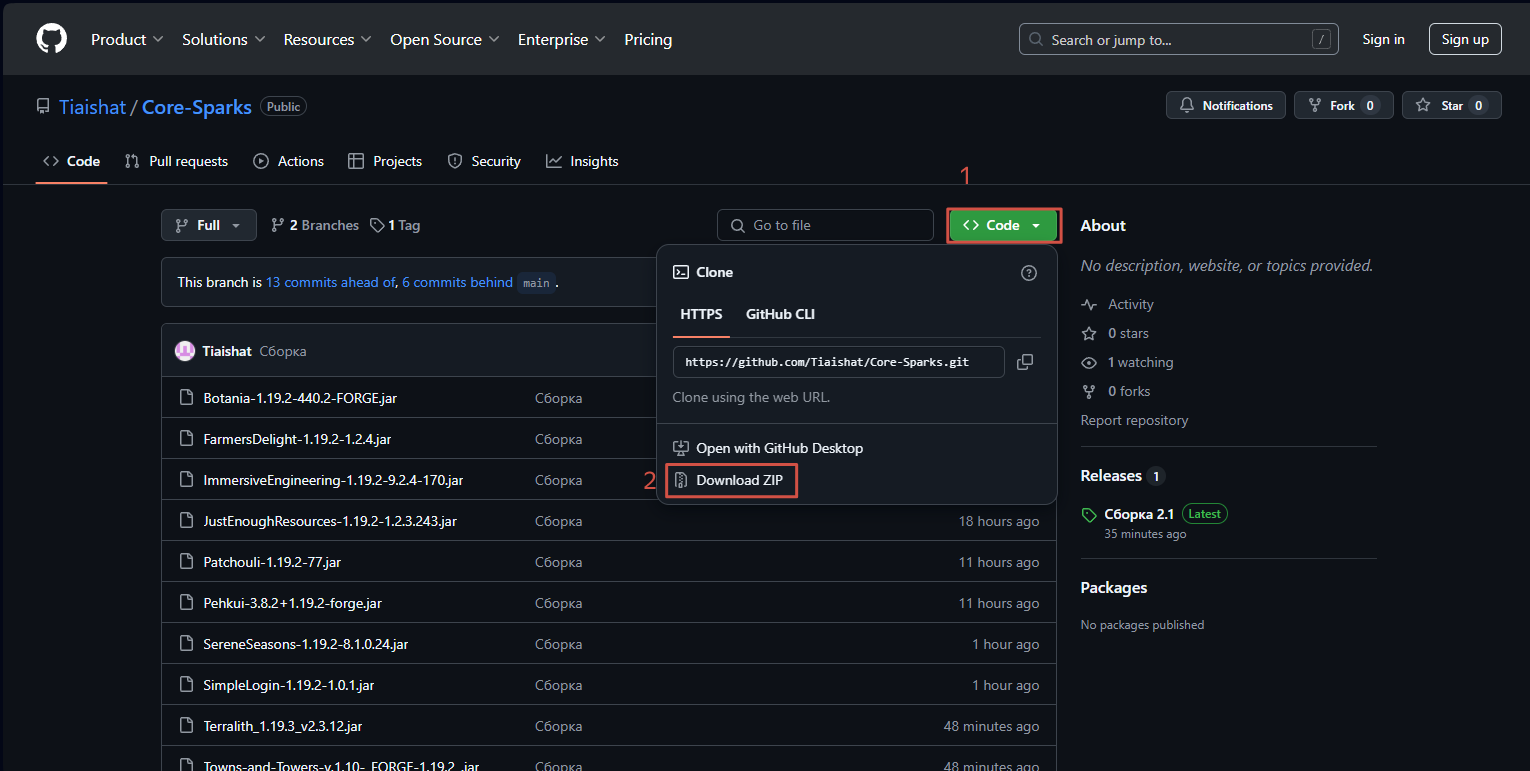 Product Solutions Resources Open Source Enterprise Pricing Search or jump to... / Sign in Sign up
Tiaishat / Core-Sparks Public Notifications Fork 0 Star 0
Code Pull requests Actions Projects Security Insights
1
Full 2 Branches 1 Tag Go to file Code
This branch is 13 commits ahead of, 6 commits behind main .
Clone
HTTPS GitHub CLI
https://github.com/Tiaishat/Core-Sparks.git
Clone using the web URL.
Open with GitHub Desktop
2 Download ZIP
Tiaishat Сборка
Botania-1.19.2-440.2-FORGE.jar Сборка
FarmersDelight-1.19.2-1.2.4.jar Сборка
ImmersiveEngineering-1.19.2-9.2.4-170.jar Сборка
JustEnoughResources-1.19.2-1.2.3.243.jar Сборка 18 hours ago
Patchouli-1.19.2-77.jar Сборка 11 hours ago
Pehkui-3.8.2+1.19.2-forge.jar Сборка 11 hours ago
SereneSeasons-1.19.2-8.1.0.24.jar Сборка 1 hour ago
SimpleLogin-1.19.2-1.0.1.jar Сборка 1 hour ago
Terralith_1.19.3_v2.3.12.jar Сборка 48 minutes ago
Towns-and-Towers-v.1.10-_FORGE-1.19.2_.jar Сборка 48 minutes ago
About
No description, website, or topics provided.
Activity
0 stars
1 watching
0 forks
Report repository
Releases 1
Сборка 2.1 Latest
35 minutes ago
Packages
No packages published